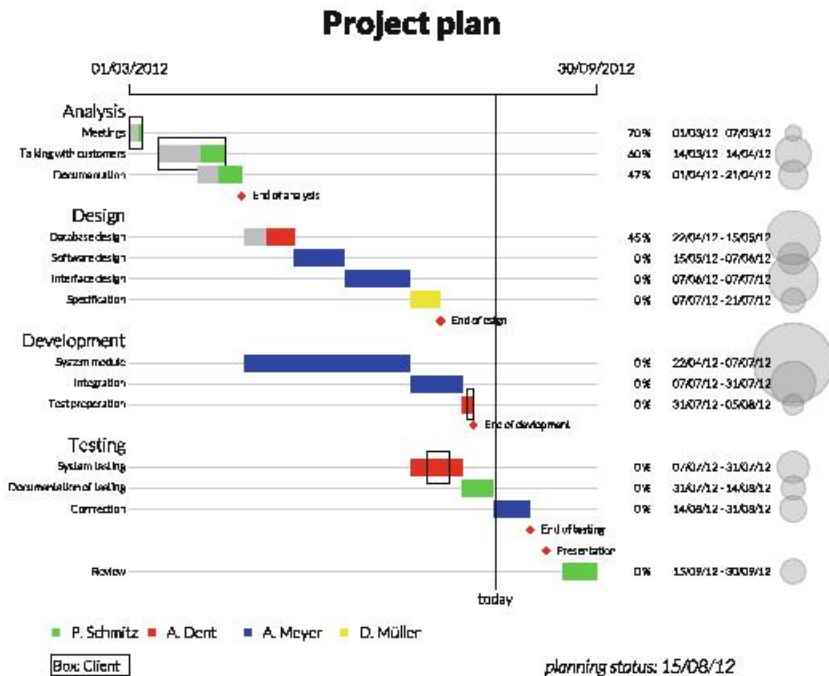 Project plan
01/03/2012 30/09/2012
Analysis
Meetings 70% 01/03/12 - 07/03/12
Talking with customers 60% 14/03/12 - 14/04/12
Documentation 47% 01/04/12 - 21/04/12
End of analysis
Design
Database design 45% 22/04/12 - 15/05/12
Software design 0% 15/05/12 - 07/06/12
Interface design 0% 07/06/12 - 07/07/12
Specification 0% 07/07/12 - 21/07/12
End of esign
Development
System module 0% 22/04/12 - 07/07/12
Integration 0% 07/07/12 - 31/07/12
Test preperation 0% 31/07/12 - 05/08/12
End of devlopment
Testing
System testing 0% 07/07/12 - 31/07/12
Documentation of testing 0% 31/07/12 - 14/08/12
0% 14/08/12 - 31/08/12
End of testing
Presentation
Review 0% 15/09/12 - 30/09/12
today
P. Schmitz A. Dent A. Meyer D. Müller
Box: Client
planning status: 15/08/12